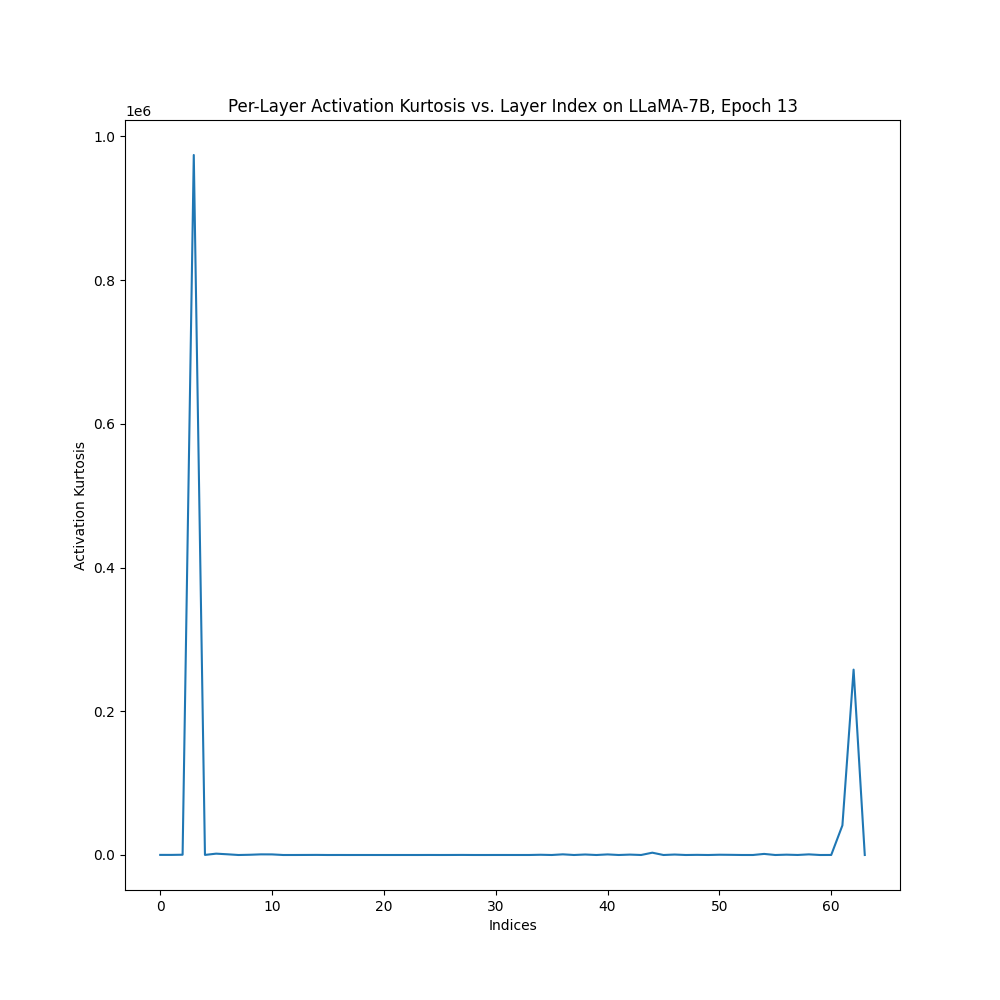 Per-Layer Activation Kurtosis vs. Layer Index on LLaMA-7B, Epoch 13
1e6
1.0
0.8
0.6
0.4
0.2
0.0
Activation Kurtosis
0 10 20 30 40 50 60
Indices